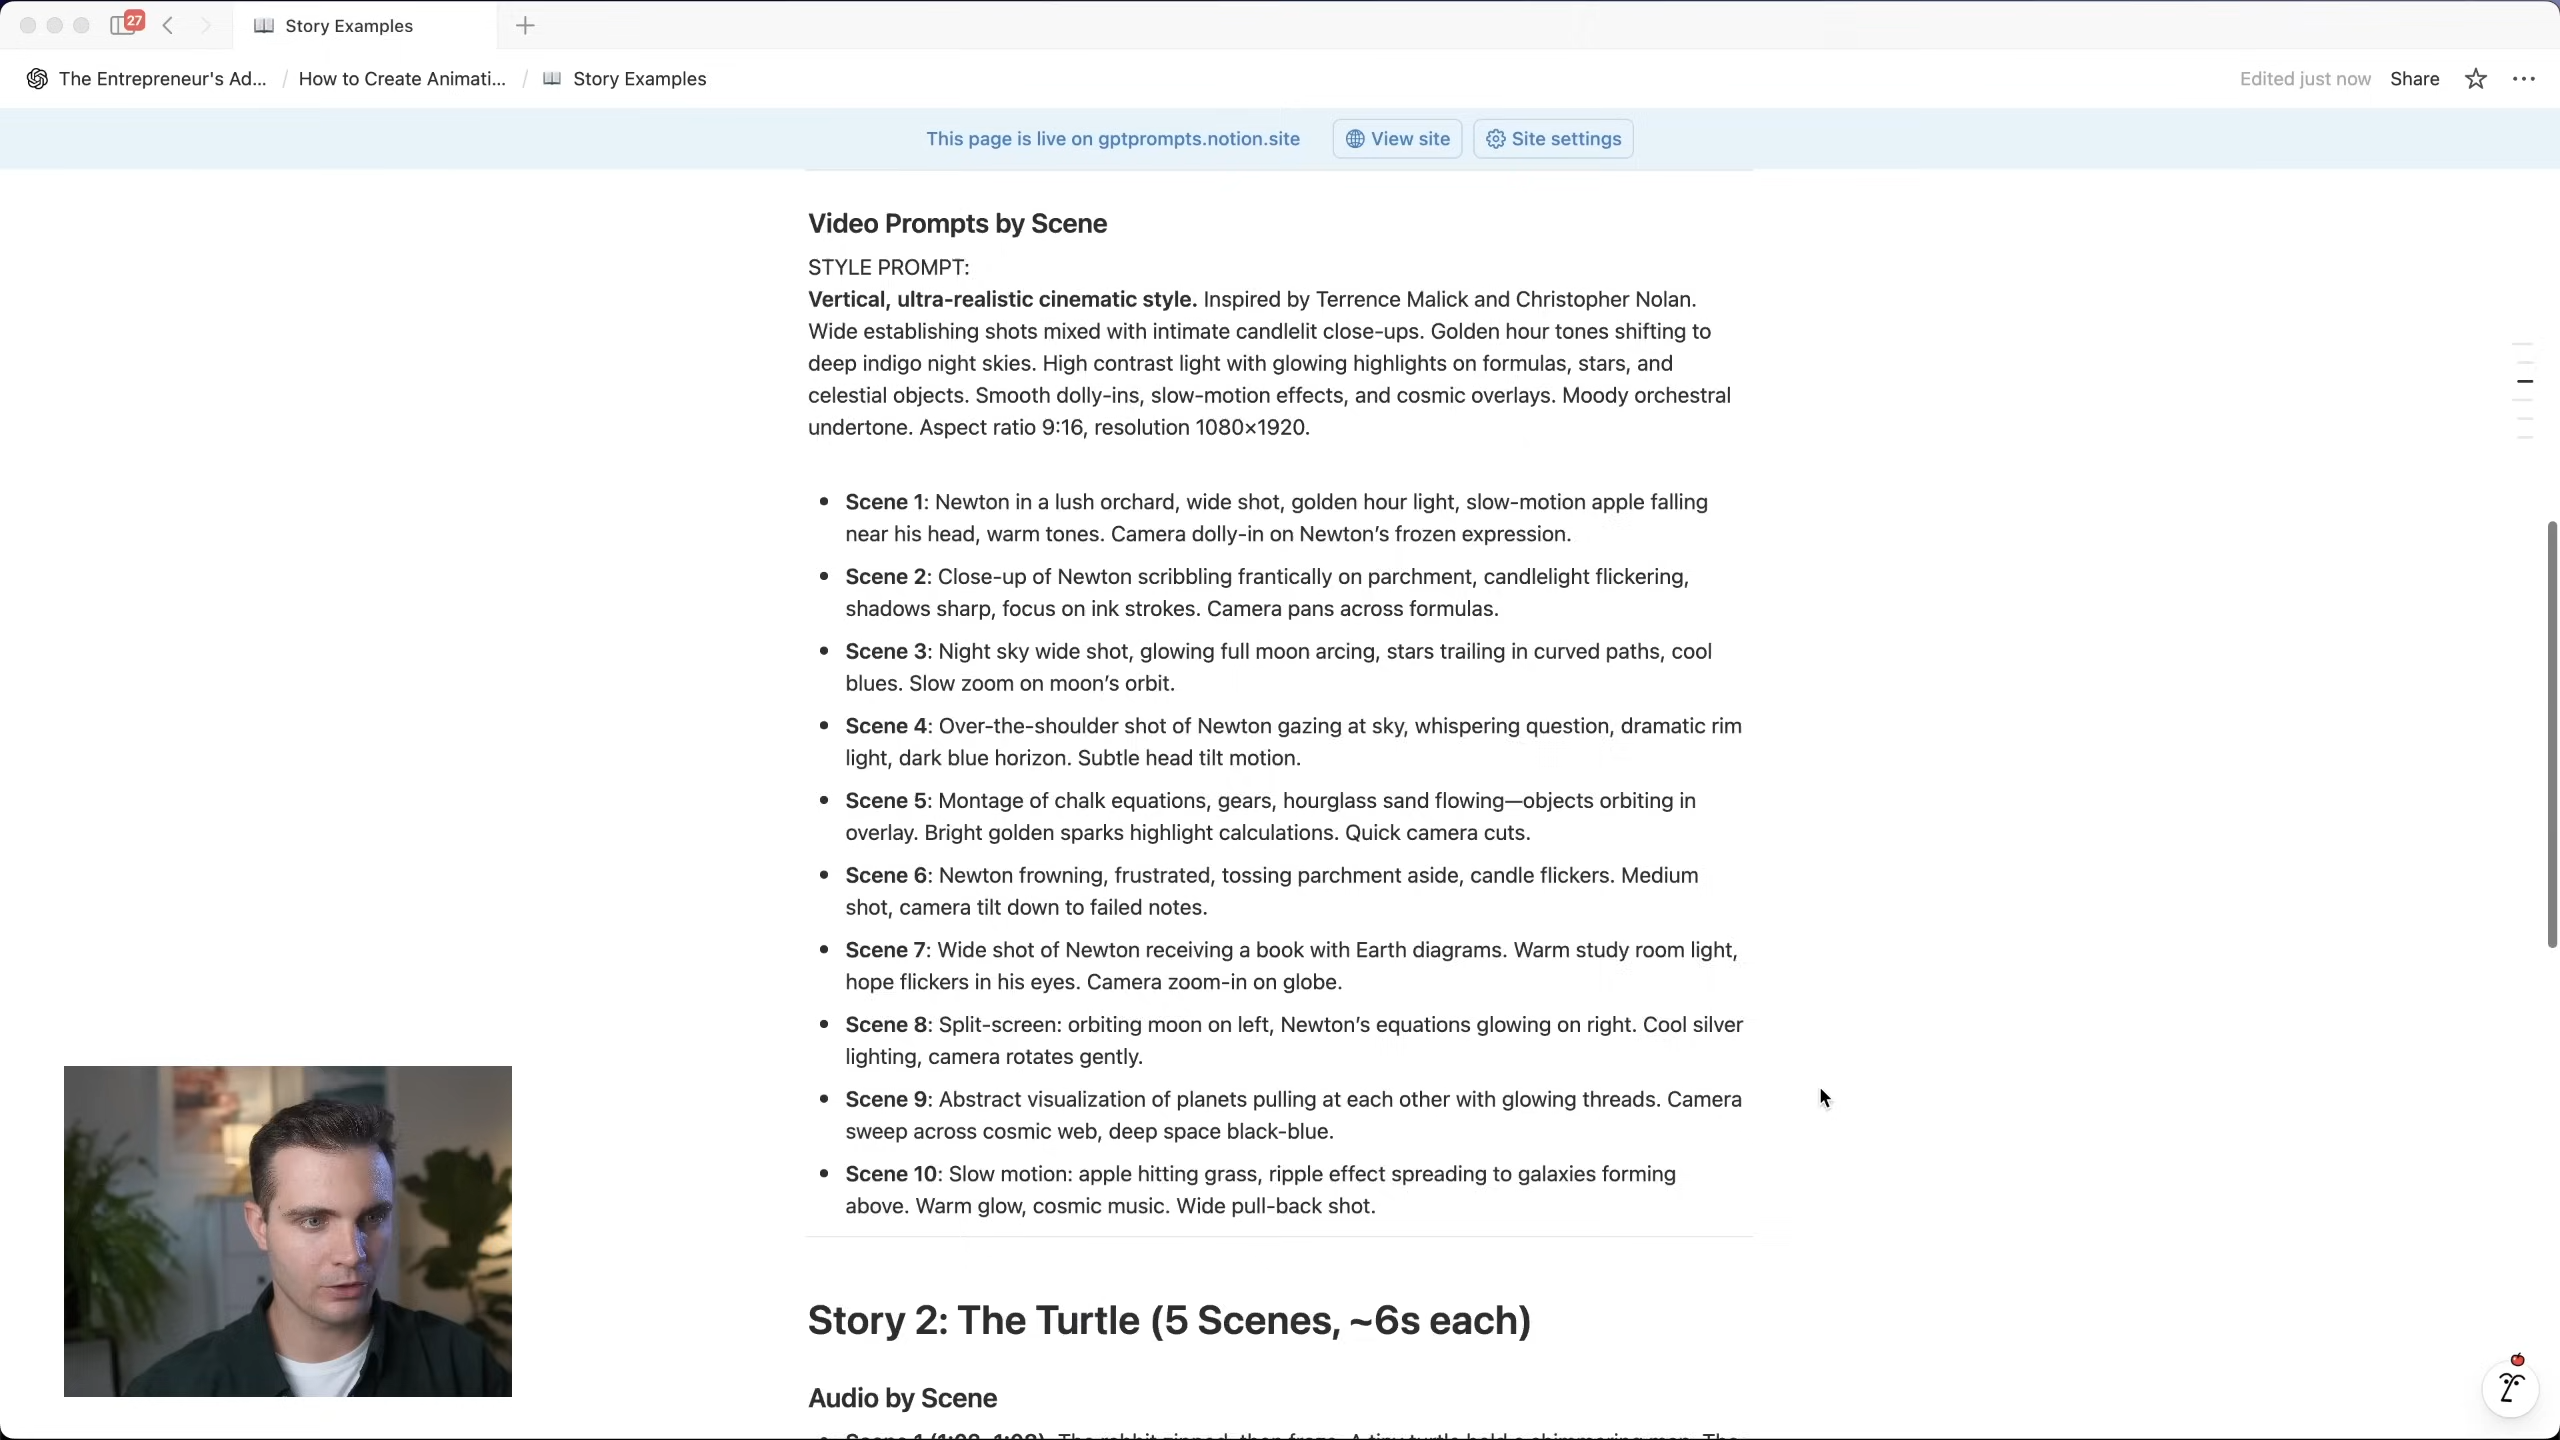 27
Story Examples
The Entrepreneur's Ad... / How to Create Animati... / Story Examples
Edited just now Share
This page is live on gptprompts.notion.site View site Site settings
Video Prompts by Scene
STYLE PROMPT:
Vertical, ultra-realistic cinematic style. Inspired by Terrence Malick and Christopher Nolan.
Wide establishing shots mixed with intimate candlelit close-ups. Golden hour tones shifting to
deep indigo night skies. High contrast light with glowing highlights on formulas, stars, and
celestial objects. Smooth dolly-ins, slow-motion effects, and cosmic overlays. Moody orchestral
undertone. Aspect ratio 9:16, resolution 1080×1920.
• Scene 1: Newton in a lush orchard, wide shot, golden hour light, slow-motion apple falling
near his head, warm tones. Camera dolly-in on Newton’s frozen expression.
• Scene 2: Close-up of Newton scribbling frantically on parchment, candlelight flickering,
shadows sharp, focus on ink strokes. Camera pans across formulas.
• Scene 3: Night sky wide shot, glowing full moon arcing, stars trailing in curved paths, cool
blues. Slow zoom on moon’s orbit.
• Scene 4: Over-the-shoulder shot of Newton gazing at sky, whispering question, dramatic rim
light, dark blue horizon. Subtle head tilt motion.
• Scene 5: Montage of chalk equations, gears, hourglass sand flowing—objects orbiting in
overlay. Bright golden sparks highlight calculations. Quick camera cuts.
• Scene 6: Newton frowning, frustrated, tossing parchment aside, candle flickers. Medium
shot, camera tilt down to failed notes.
• Scene 7: Wide shot of Newton receiving a book with Earth diagrams. Warm study room light,
hope flickers in his eyes. Camera zoom-in on globe.
• Scene 8: Split-screen: orbiting moon on left, Newton’s equations glowing on right. Cool silver
lighting, camera rotates gently.
• Scene 9: Abstract visualization of planets pulling at each other with glowing threads. Camera
sweep across cosmic web, deep space black-blue.
• Scene 10: Slow motion: apple hitting grass, ripple effect spreading to galaxies forming
above. Warm glow, cosmic music. Wide pull-back shot.
Story 2: The Turtle (5 Scenes, ~6s each)
Audio by Scene